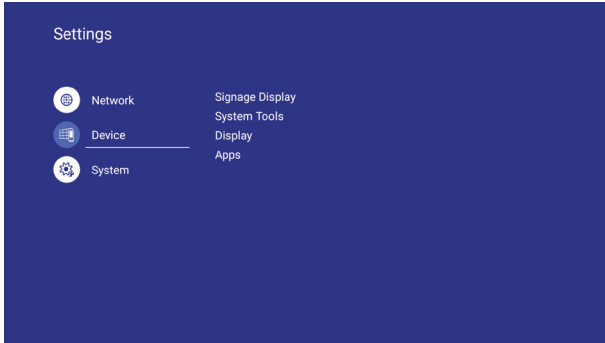 Settings
Network
Device
System
Signage Display
System Tools
Display
Apps